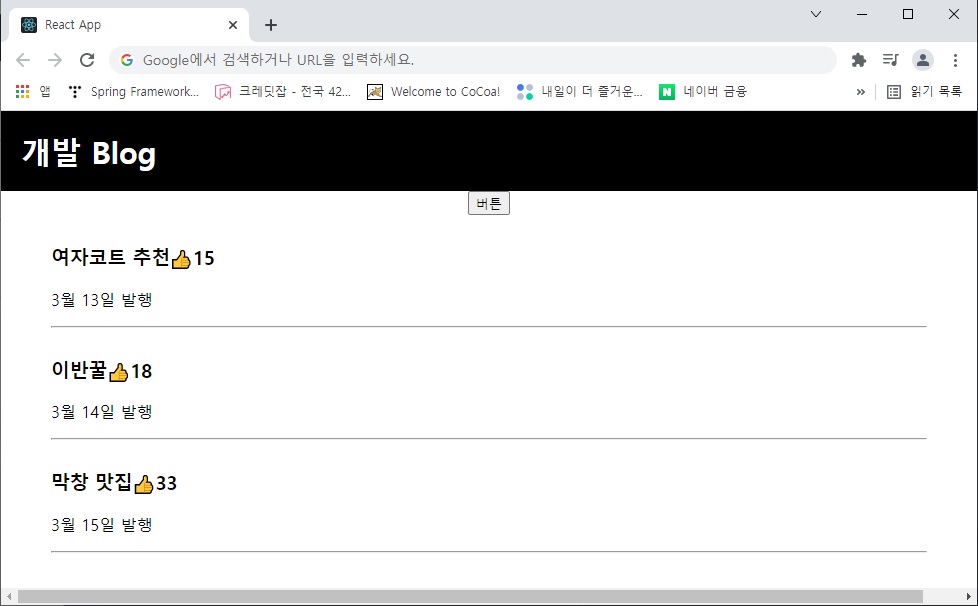 React App
Google에서 검색하거나 URL을 입력하세요.
앱 Spring Framework... 크레딧잡 - 전국 42... Welcome to CoCoa! 내일이 더 즐거운... 네이버 금융 » 읽기 목록
개발 Blog
버튼
여자코트 추천👍15
3월 13일 발행
이반꿀👍18
3월 14일 발행
막창 맛집👍33
3월 15일 발행